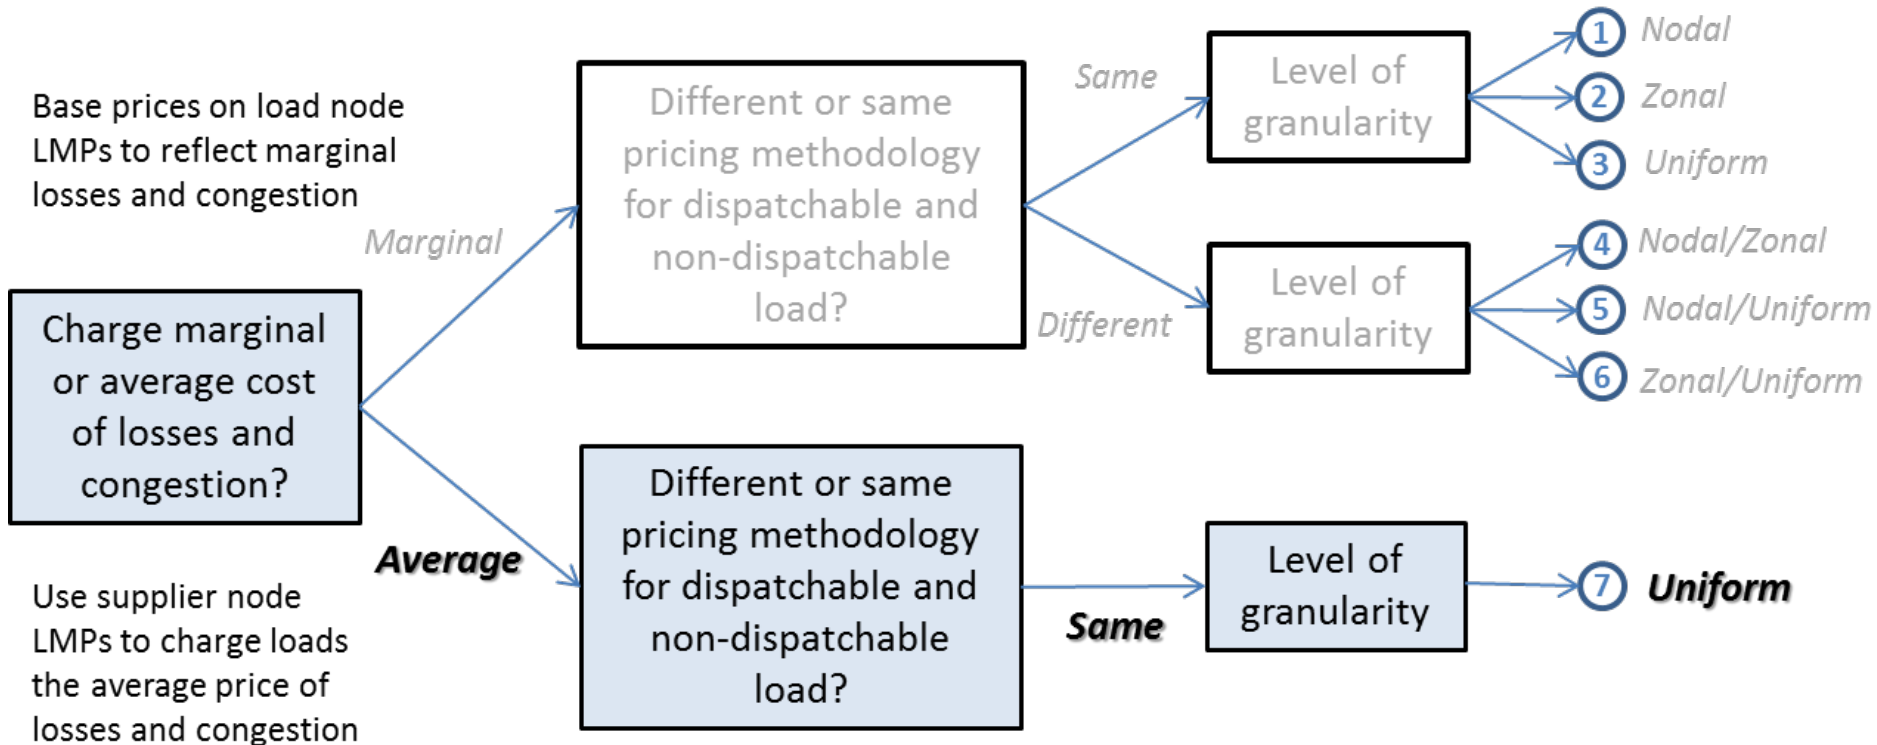 Base prices on load node
LMPs to reflect marginal
losses and congestion
Charge marginal
or average cost
of losses and
congestion?
Use supplier node
LMPs to charge loads
the average price of
losses and congestion
Marginal
Different or same
pricing methodology
for dispatchable and
non-dispatchable
load?
Same
Level of
granularity
1 Nodal
2 Zonal
3 Uniform
Different
Level of
granularity
4 Nodal/Zonal
5 Nodal/Uniform
6 Zonal/Uniform
Average
Different or same
pricing methodology
for dispatchable and
non-dispatchable
load?
Same
Level of
granularity
7 Uniform